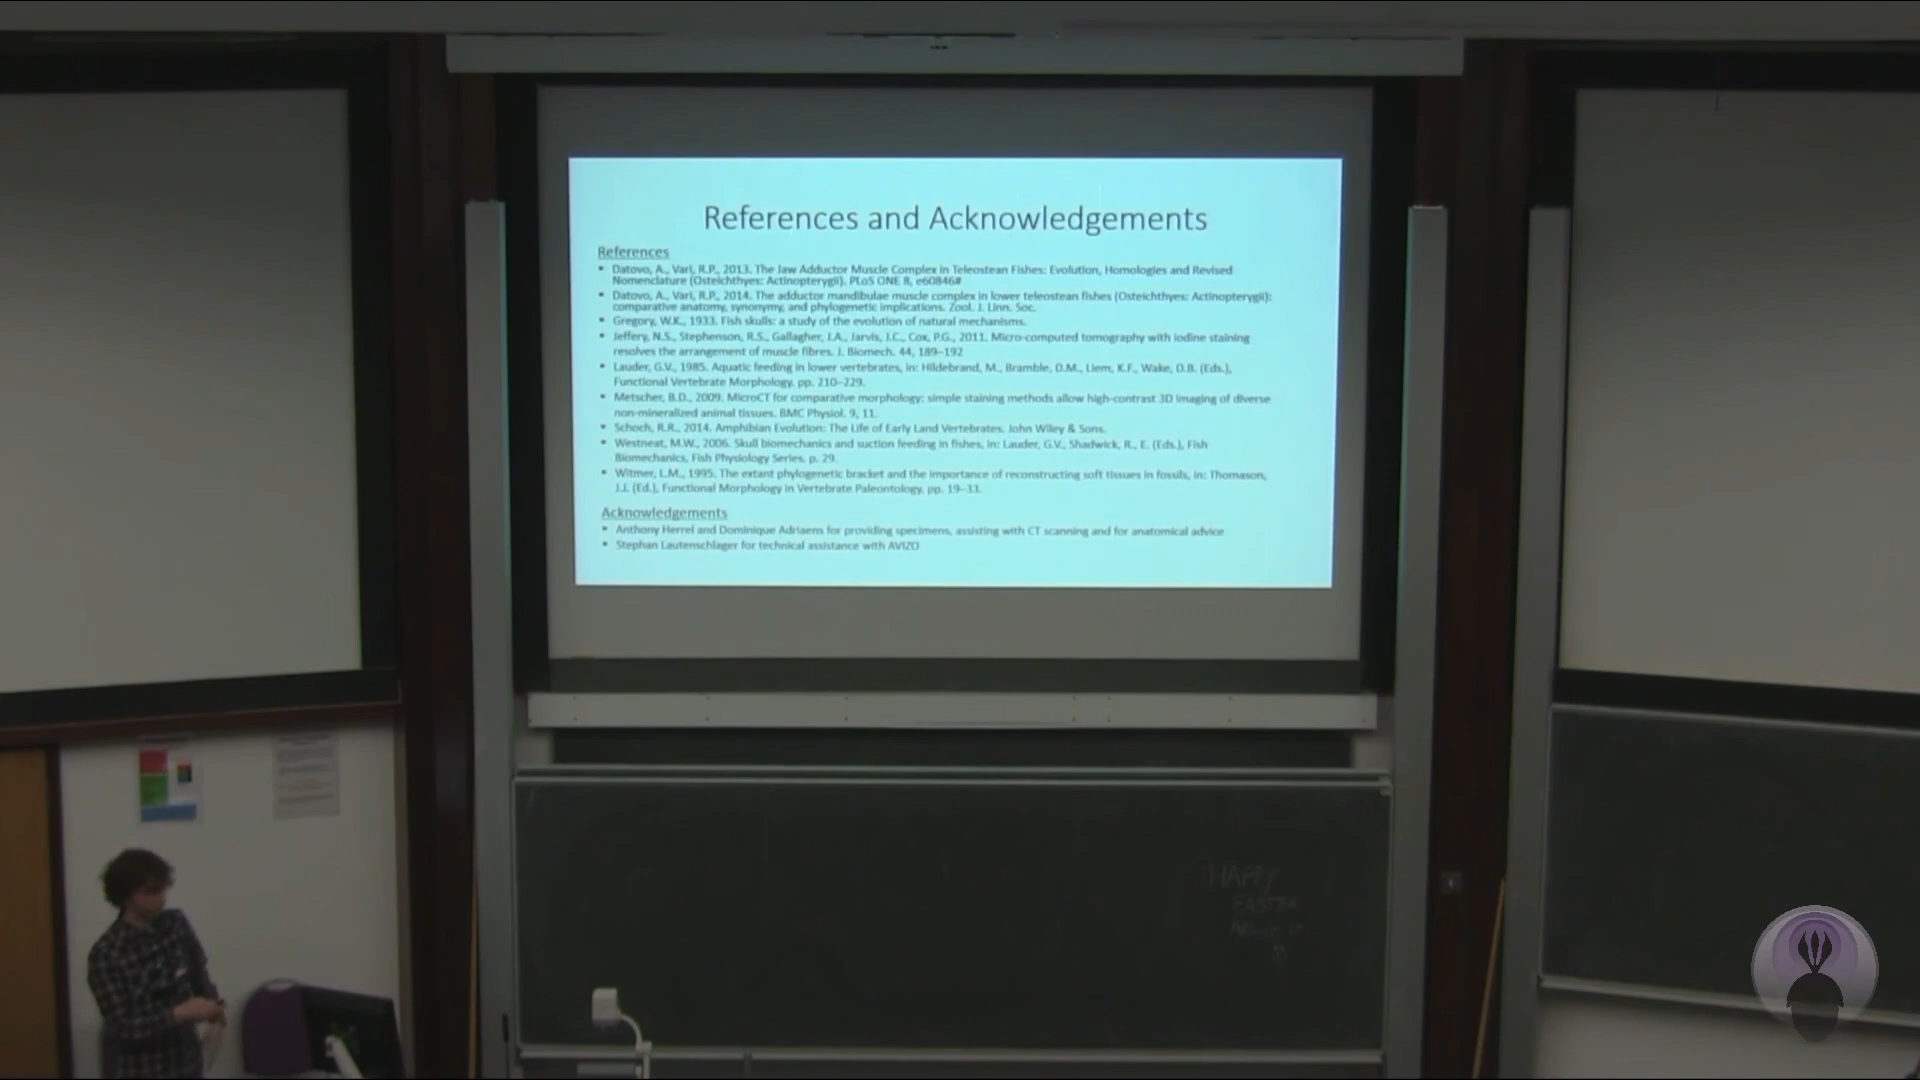 References and Acknowledgements
References
• Datovo, A., Vari, R.P., 2013. The Jaw Adductor Muscle Complex in Teleostean Fishes: Evolution, Homologies and Revised
Nomenclature (Osteichthyes: Actinopterygii). PLoS ONE 8, e60846#
• Datovo, A., Vari, R.P., 2014. The adductor mandibulae muscle complex in lower teleostean fishes (Osteichthyes: Actinopterygii):
comparative anatomy, synonymy, and phylogenetic implications. Zool. J. Linn. Soc.
• Gregory, W.K., 1933. Fish skulls: a study of the evolution of natural mechanisms.
• Jeffery, N.S., Stephenson, R.S., Gallagher, J.A., Jarvis, J.C., Cox, P.G., 2011. Micro-computed tomography with iodine staining
resolves the arrangement of muscle fibres. J. Biomech. 44, 189–192
• Lauder, G.V., 1985. Aquatic feeding in lower vertebrates, in: Hildebrand, M., Bramble, D.M., Liem, K.F., Wake, D.B. (Eds.),
Functional Vertebrate Morphology. pp. 210–229.
• Metscher, B.D., 2009. MicroCT for comparative morphology: simple staining methods allow high-contrast 3D imaging of diverse
non-mineralized animal tissues. BMC Physiol. 9, 11.
• Schoch, R.R., 2014. Amphibian Evolution: The Life of Early Land Vertebrates. John Wiley & Sons.
• Westneat, M.W., 2006. Skull biomechanics and suction feeding in fishes, in: Lauder, G.V., Shadwick, R., E. (Eds.), Fish
Biomechanics, Fish Physiology Series. p. 29.
• Witmer, L.M., 1995. The extant phylogenetic bracket and the importance of reconstructing soft tissues in fossils, in: Thomason,
J.J. (Ed.), Functional Morphology in Vertebrate Paleontology. pp. 19–33.
Acknowledgements
• Anthony Herrel and Dominique Adriaens for providing specimens, assisting with CT scanning and for anatomical advice
• Stephan Lautenschlager for technical assistance with AVIZO
HAPPY
EASTER